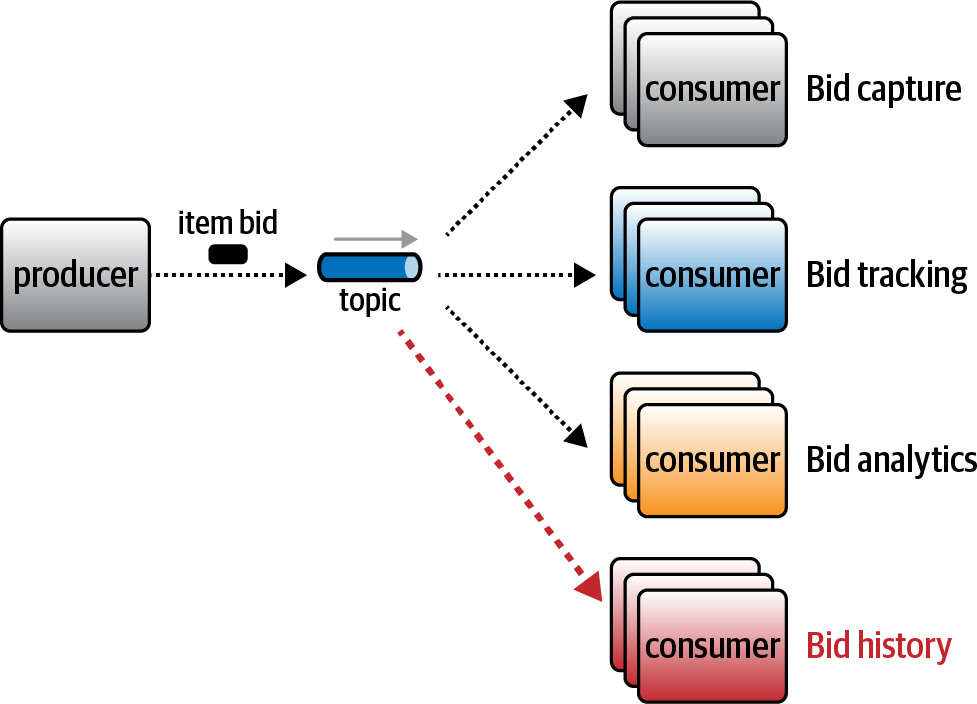 consumer Bid capture
item bid
producer
topic
consumer Bid tracking
consumer Bid analytics
consumer Bid history